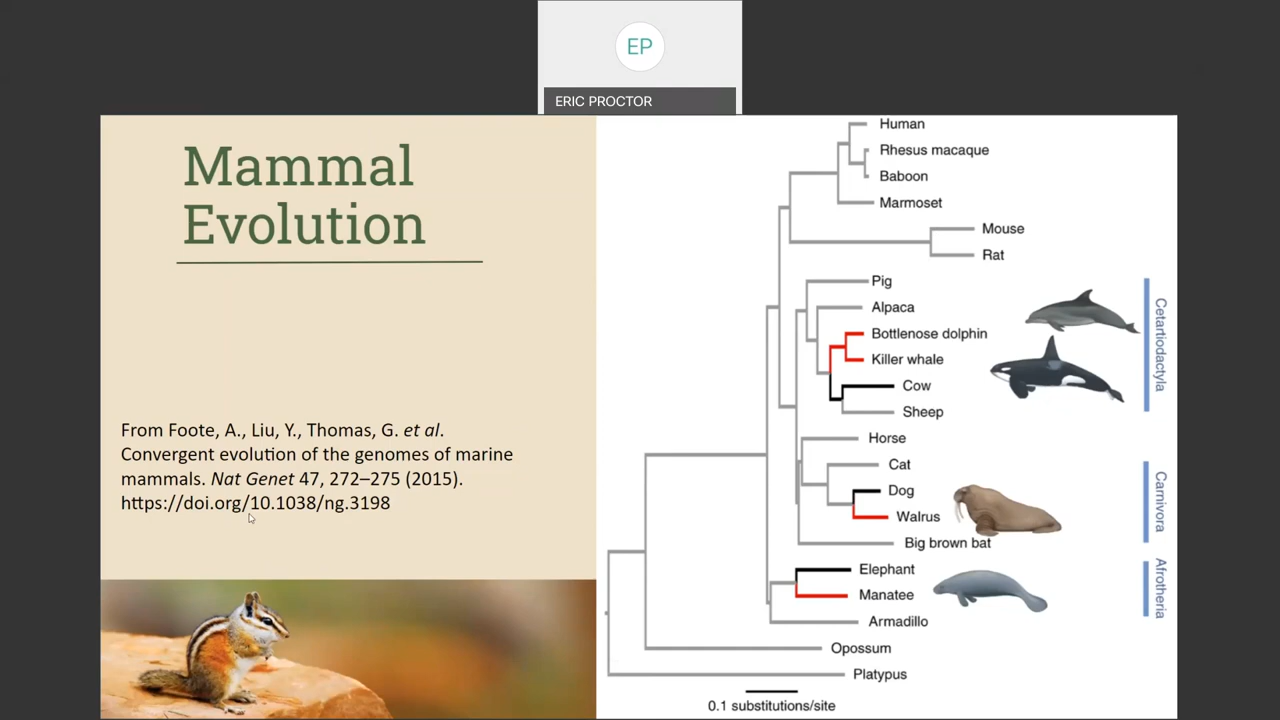 EP
ERIC PROCTOR
Mammal
Evolution
From Foote, A., Liu, Y., Thomas, G. et al.
Convergent evolution of the genomes of marine
mammals. Nat Genet 47, 272–275 (2015).
https://doi.org/10.1038/ng.3198
Human
Rhesus macaque
Baboon
Marmoset
Mouse
Rat
Pig
Alpaca
Bottlenose dolphin
Killer whale
Cow
Sheep
Cetartiodactyla
Horse
Cat
Dog
Walrus
Big brown bat
Carnivora
Elephant
Manatee
Armadillo
Afrotheria
Opossum
Platypus
0.1 substitutions/site